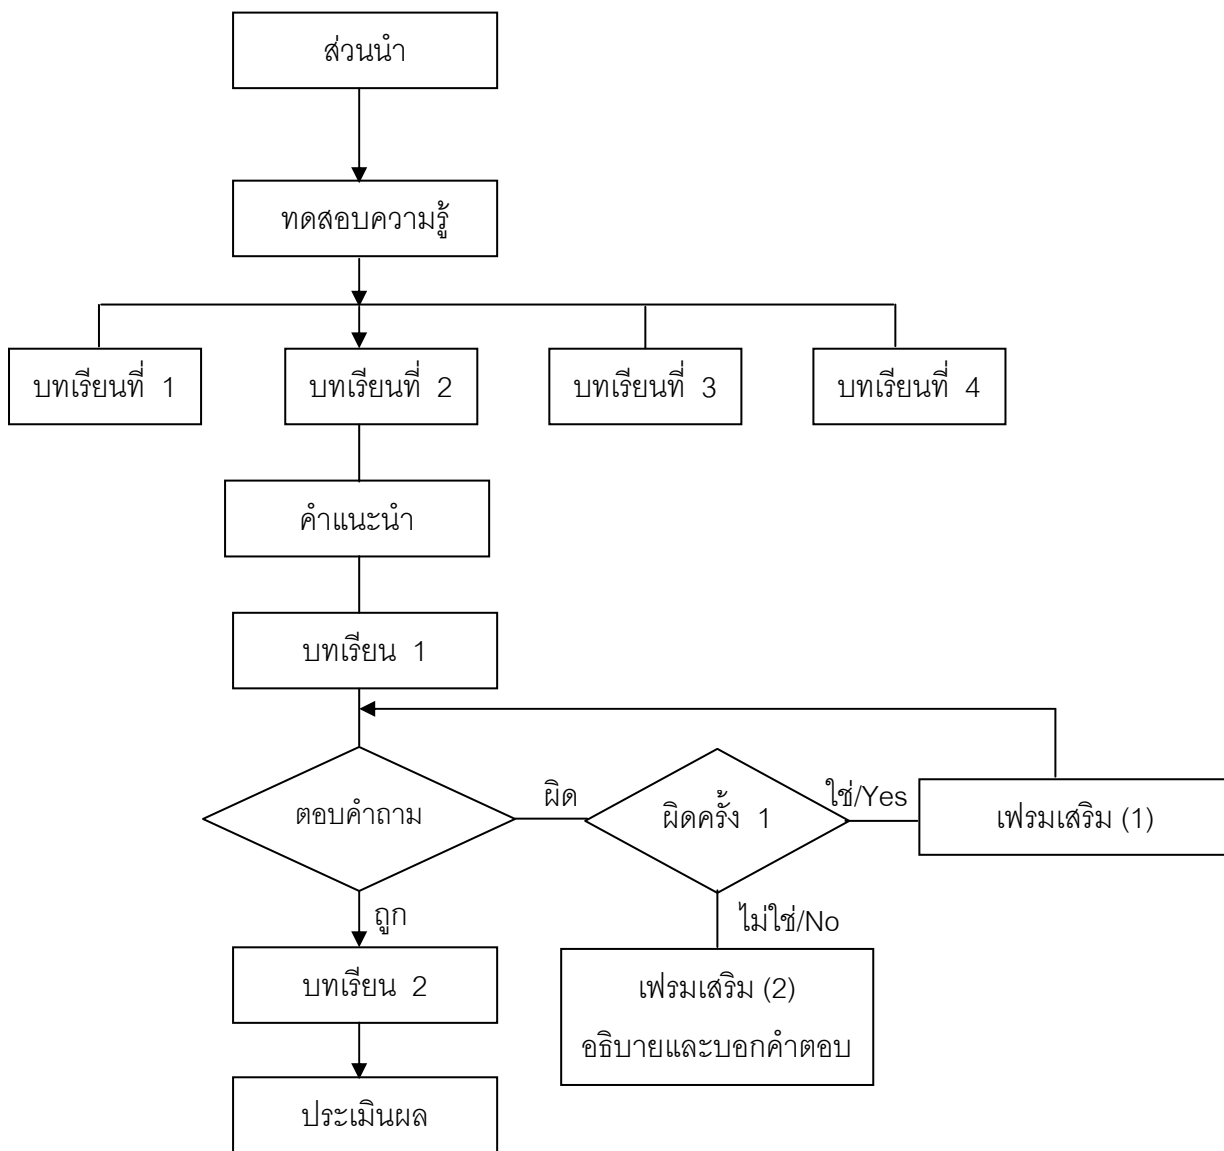 ส่วนนำ
ทดสอบความรู้
บทเรียนที่ 1
บทเรียนที่ 2
บทเรียนที่ 3
บทเรียนที่ 4
คำแนะนำ
บทเรียน 1
ตอบคำถาม
ผิด
ผิดครั้ง 1
ใช่/Yes
เฟรมเสริม (1)
ถูก
ไม่ใช่/No
บทเรียน 2
เฟรมเสริม (2)
อธิบายและบอกคำตอบ
ประเมินผล